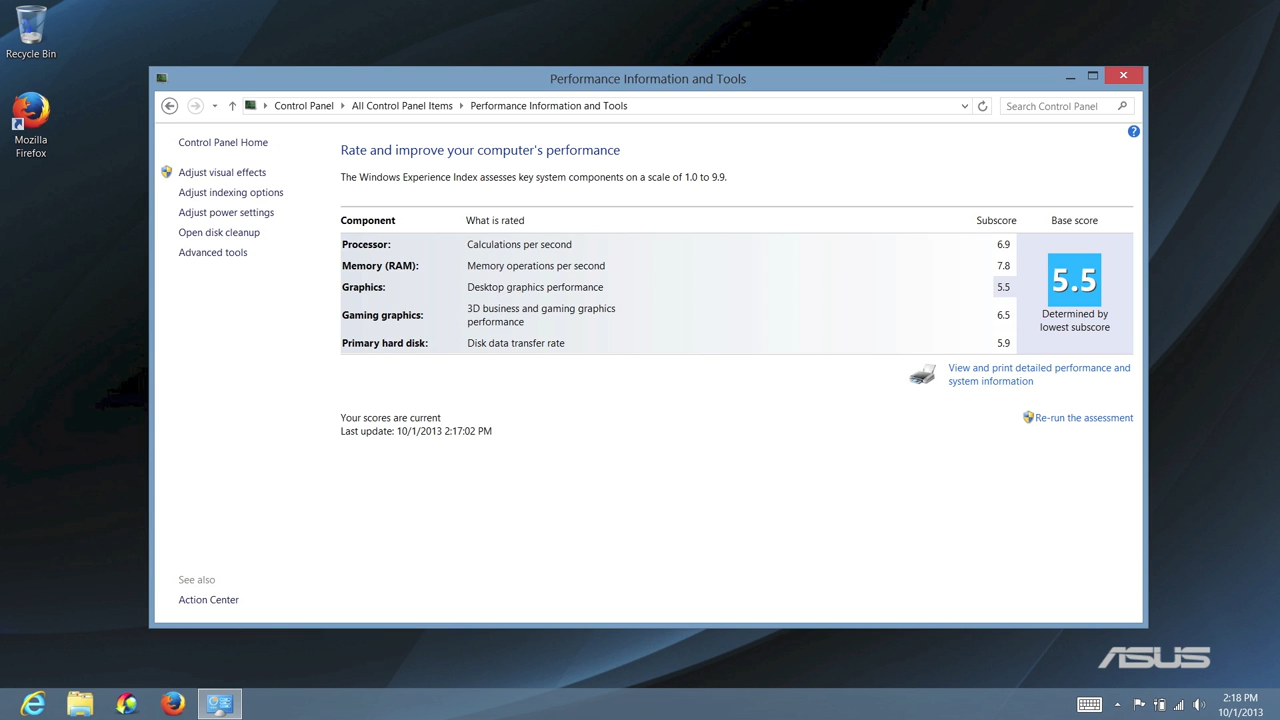 Recycle Bin
Mozilla
Firefox
Performance Information and Tools
Control Panel
All Control Panel Items
Performance Information and Tools
Search Control Panel
?
Control Panel Home
Adjust visual effects
Adjust indexing options
Adjust power settings
Open disk cleanup
Advanced tools
Rate and improve your computer's performance
The Windows Experience Index assesses key system components on a scale of 1.0 to 9.9.
Component What is rated Subscore Base score
Processor: Calculations per second 6.9
Memory (RAM): Memory operations per second 7.8
Graphics: Desktop graphics performance 5.5
Gaming graphics: 3D business and gaming graphics
performance 6.5
Primary hard disk: Disk data transfer rate 5.9
5.5
Determined by
lowest subscore
View and print detailed performance and
system information
Your scores are current
Last update: 10/1/2013 2:17:02 PM
Re-run the assessment
See also
Action Center
ASUS
2:18 PM
10/1/2013